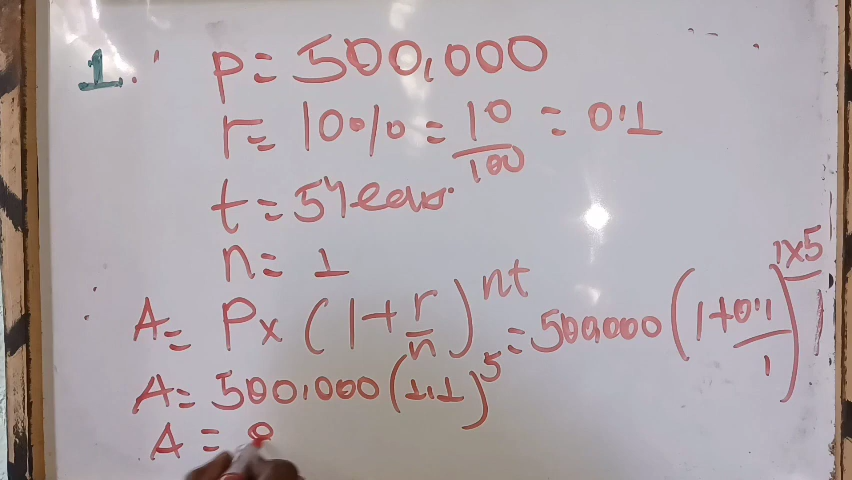 1. P = 500,000
r = 10% = 10/100 = 0.1
t = 5 years.
n = 1
A = P x (1 + r/n)^nt = 500,000 (1 + 0.1/1)^1x5
A = 500,000 (1.1)^5
A = 8